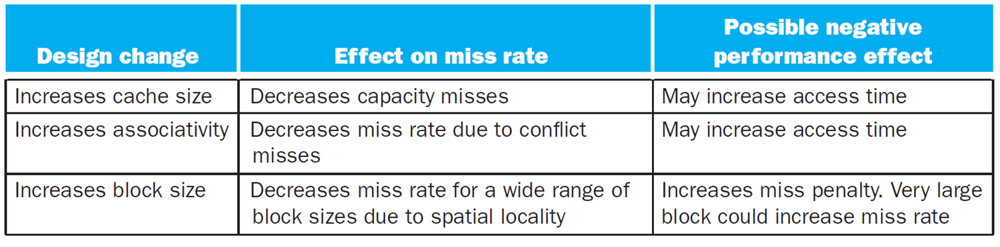 Design change
Effect on miss rate
Possible negative
performance effect
Increases cache size
Decreases capacity misses
May increase access time
Increases associativity
Decreases miss rate due to conflict
misses
May increase access time
Increases block size
Decreases miss rate for a wide range of
block sizes due to spatial locality
Increases miss penalty. Very large
block could increase miss rate